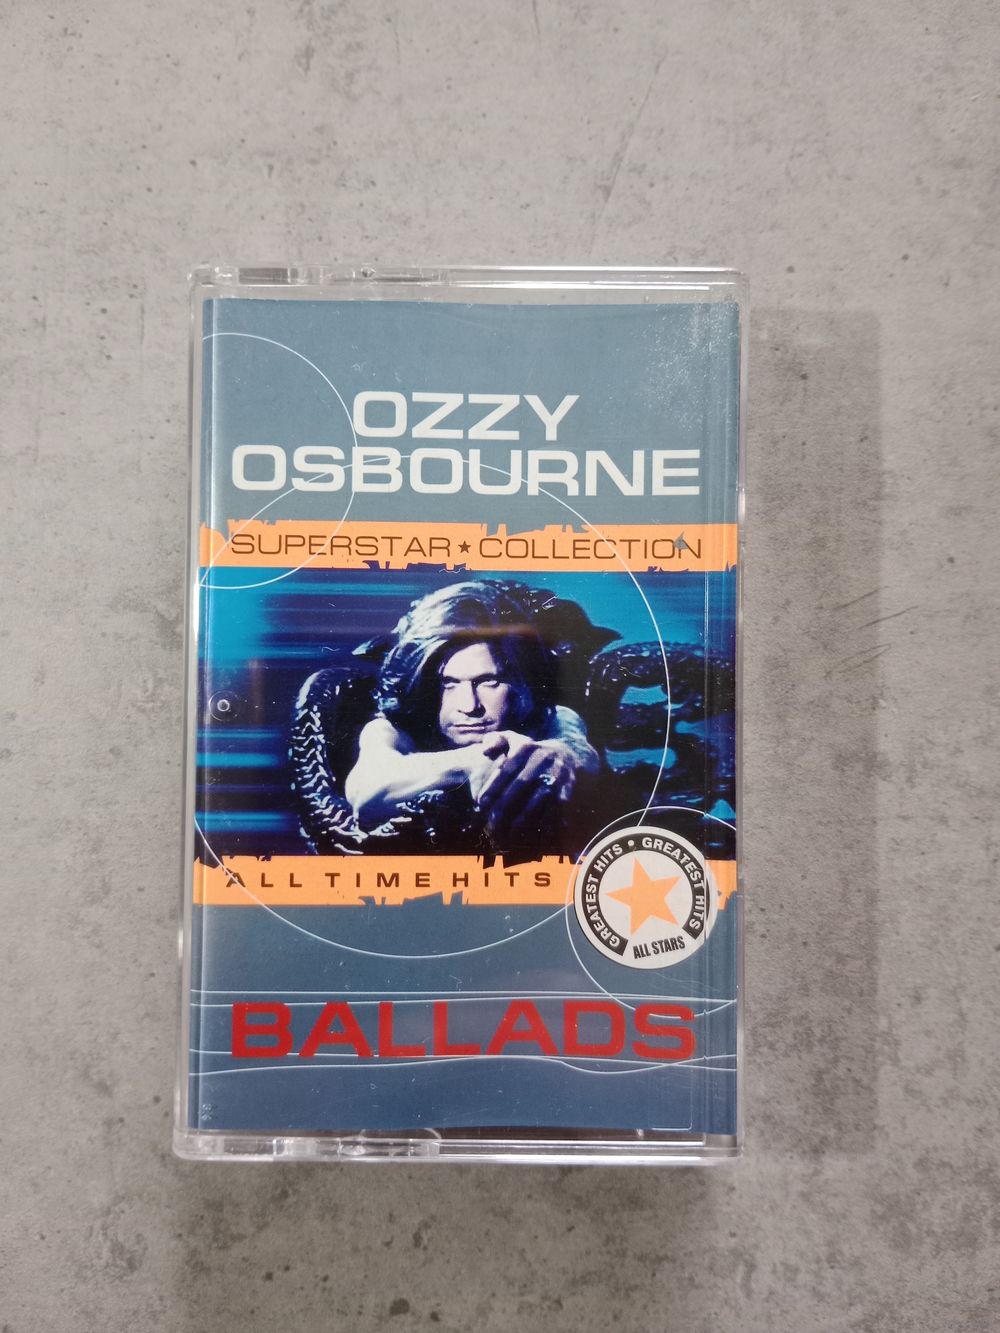 OZZY
OSBOURNE
SUPERSTAR★COLLECTION
ALL TIME HITS
GREATEST HITS • GREATEST HITS
ALL STARS
BALLADS